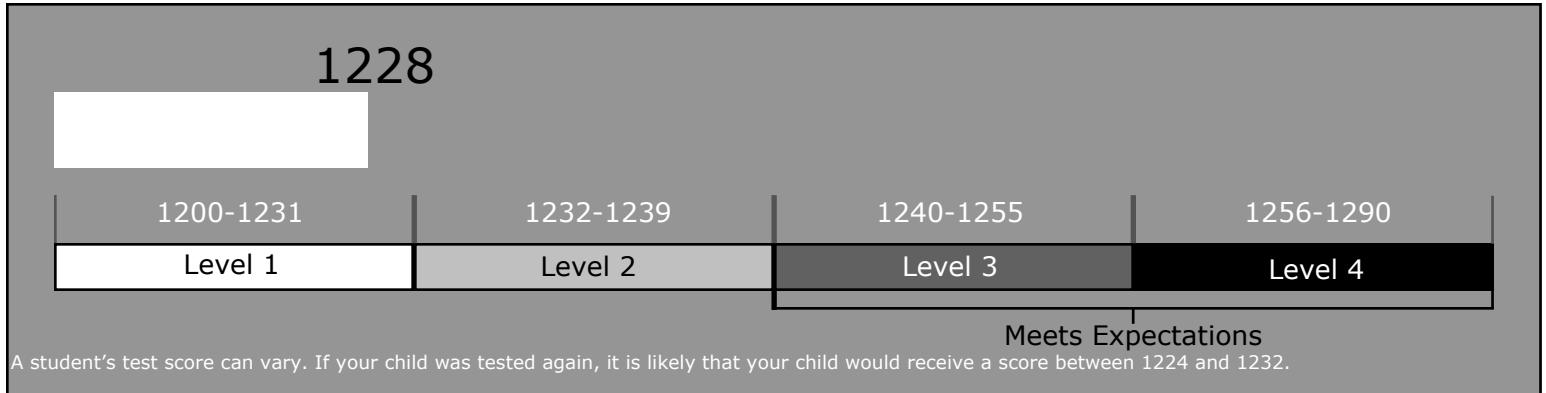 1228
1200-1231 1232-1239 1240-1255 1256-1290
Level 1 Level 2 Level 3 Level 4
Meets Expectations
A student’s test score can vary. If your child was tested again, it is likely that your child would receive a score between 1224 and 1232.